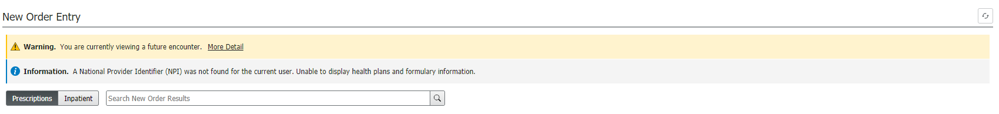 New Order Entry
Warning. You are currently viewing a future encounter. More Detail
Information. A National Provider Identifier (NPI) was not found for the current user. Unable to display health plans and formulary information.
Prescriptions Inpatient Search New Order Results